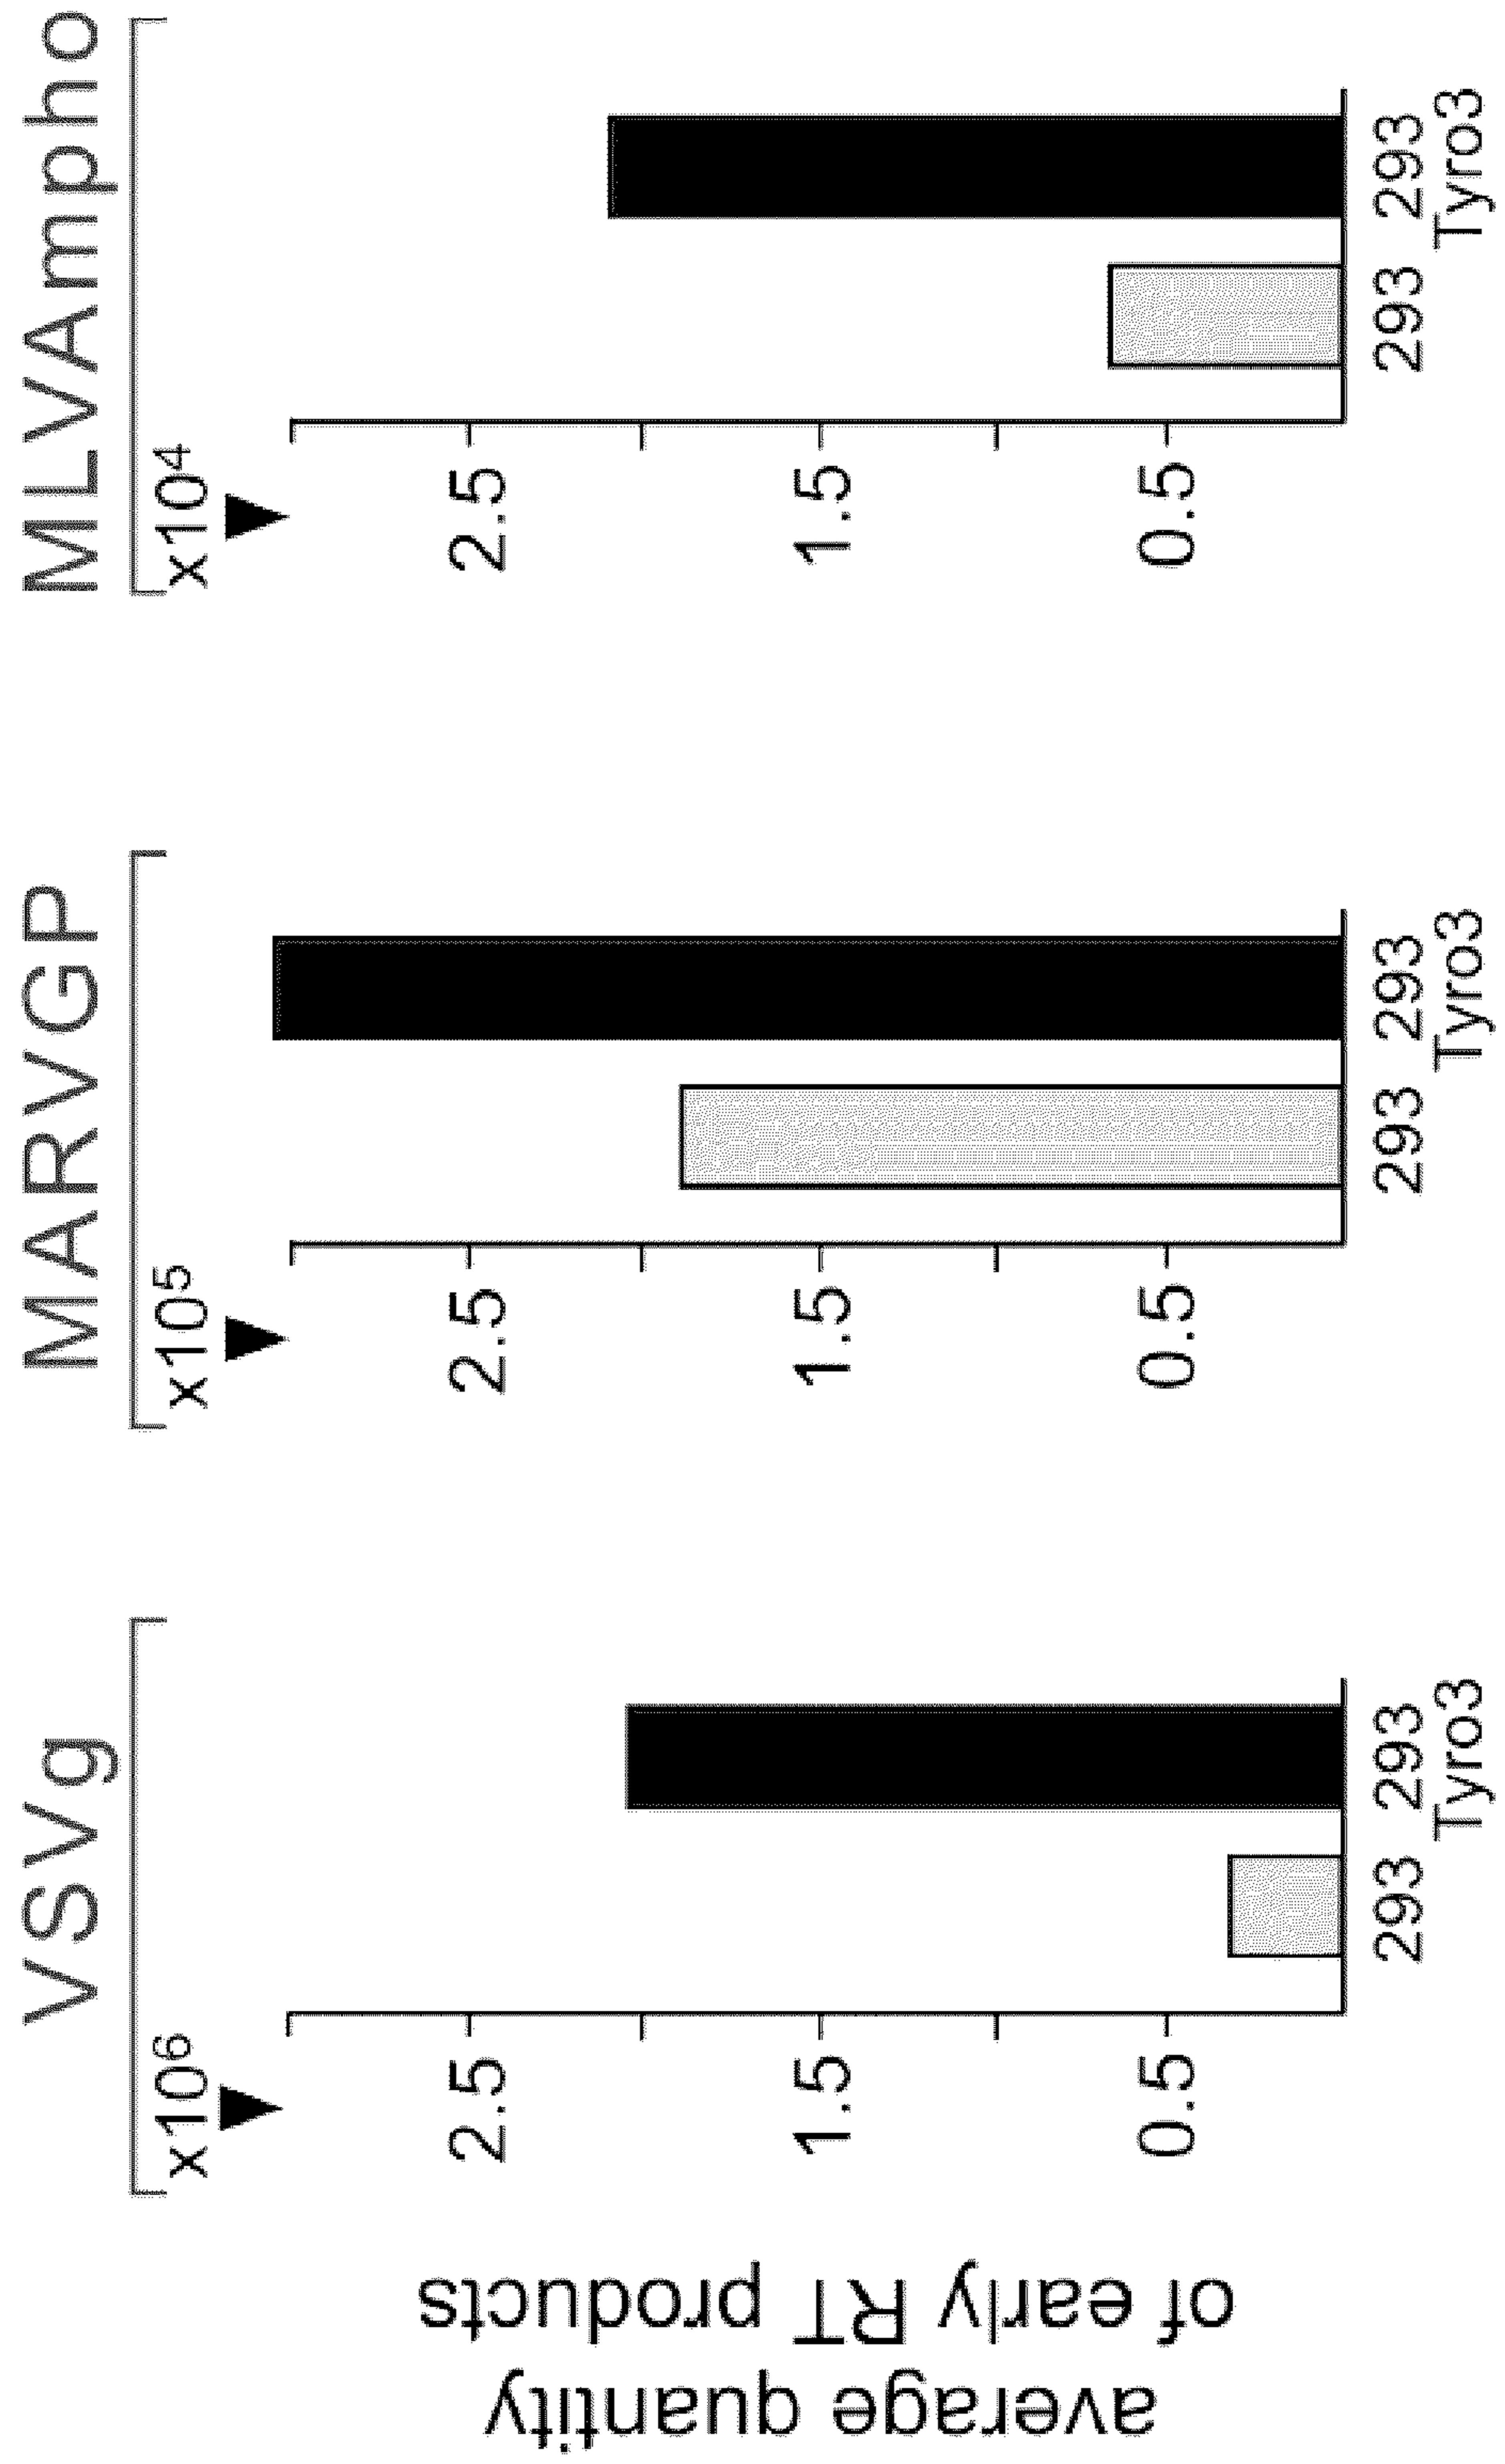 average quantity
of early RT products
VSVg
x10⁶
2.5
1.5
0.5
293
293
Tyro3
MARVGP
x10⁵
2.5
1.5
0.5
293
293
Tyro3
MLVAmpho
x10⁴
2.5
1.5
0.5
293
293
Tyro3